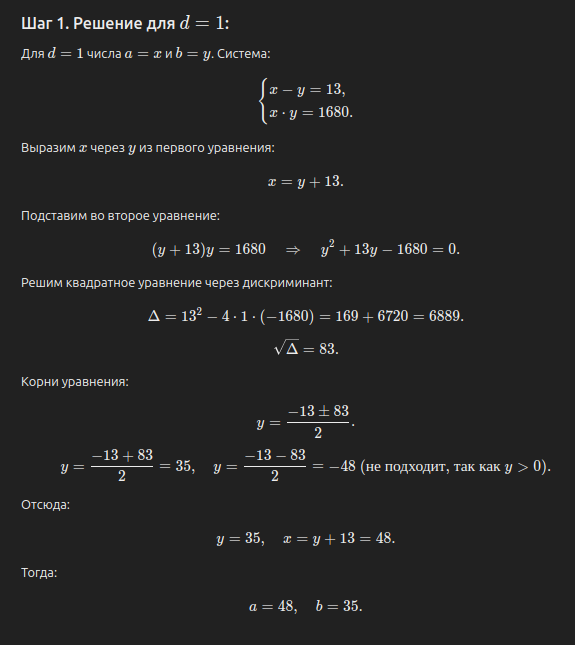 Шаг 1. Решение для d = 1:
Для d = 1 числа a = x и b = y. Система:
{ x − y = 13,
x · y = 1680.
Выразим x через y из первого уравнения:
x = y + 13.
Подставим во второе уравнение:
(y + 13)y = 1680 ⇒ y² + 13y − 1680 = 0.
Решим квадратное уравнение через дискриминант:
Δ = 13² − 4 · 1 · (−1680) = 169 + 6720 = 6889.
√Δ = 83.
Корни уравнения:
y = (−13 ± 83)/2.
y = (−13 + 83)/2 = 35, y = (−13 − 83)/2 = −48 (не подходит, так как y > 0).
Отсюда:
y = 35, x = y + 13 = 48.
Тогда:
a = 48, b = 35.